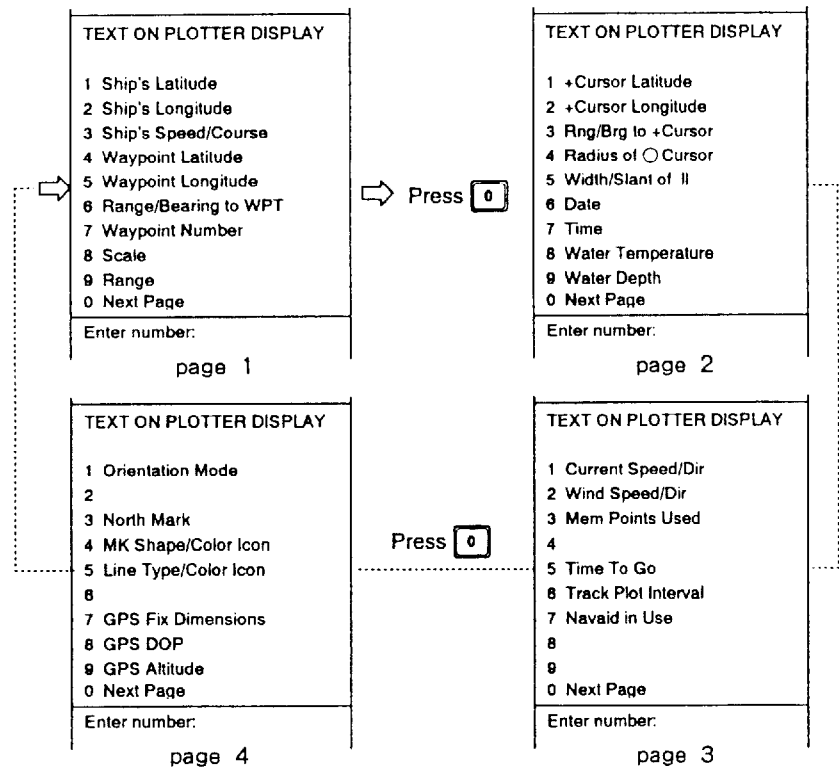 TEXT ON PLOTTER DISPLAY
1 Ship's Latitude
2 Ship's Longitude
3 Ship's Speed/Course
4 Waypoint Latitude
5 Waypoint Longitude
6 Range/Bearing to WPT
7 Waypoint Number
8 Scale
9 Range
0 Next Page
Enter number:
page 1
Press 0
TEXT ON PLOTTER DISPLAY
1 +Cursor Latitude
2 +Cursor Longitude
3 Rng/Brg to +Cursor
4 Radius of ○ Cursor
5 Width/Slant of II
6 Date
7 Time
8 Water Temperature
9 Water Depth
0 Next Page
Enter number:
page 2
TEXT ON PLOTTER DISPLAY
1 Orientation Mode
2
3 North Mark
4 MK Shape/Color Icon
5 Line Type/Color Icon
6
7 GPS Fix Dimensions
8 GPS DOP
9 GPS Altitude
0 Next Page
Enter number:
page 4
Press 0
TEXT ON PLOTTER DISPLAY
1 Current Speed/Dir
2 Wind Speed/Dir
3 Mem Points Used
4
5 Time To Go
6 Track Plot Interval
7 Navaid in Use
8
9
0 Next Page
Enter number:
page 3